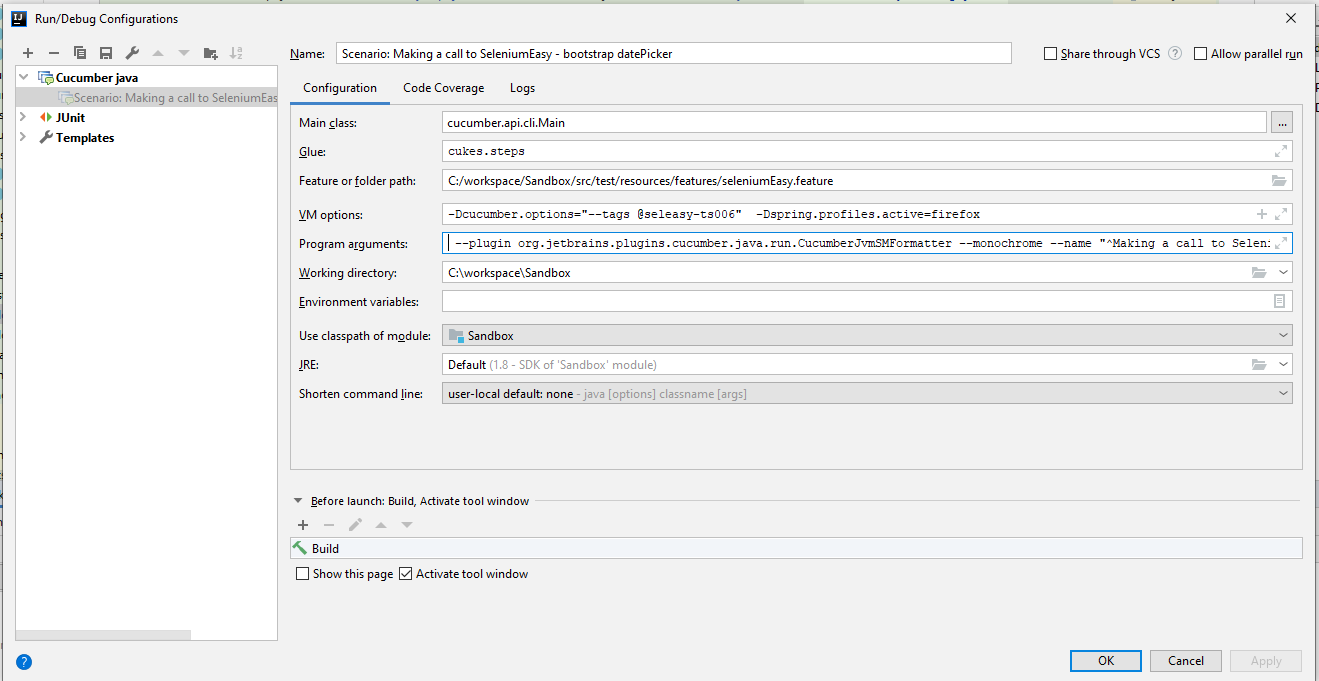 Run/Debug Configurations
Name: Scenario: Making a call to SeleniumEasy - bootstrap datePicker
Share through VCS ? Allow parallel run
Cucumber java
Scenario: Making a call to SeleniumEas
JUnit
Templates
Configuration Code Coverage Logs
Main class: cucumber.api.cli.Main ...
Glue: cukes.steps
Feature or folder path: C:/workspace/Sandbox/src/test/resources/features/seleniumEasy.feature
VM options: -Dcucumber.options="--tags @seleasy-ts006"  -Dspring.profiles.active=firefox
Program arguments: --plugin org.jetbrains.plugins.cucumber.java.run.CucumberJvmSMFormatter --monochrome --name "^Making a call to Seleni
Working directory: C:\workspace\Sandbox
Environment variables:
Use classpath of module: Sandbox
JRE: Default (1.8 - SDK of 'Sandbox' module)
Shorten command line: user-local default: none - java [options] classname [args]
Before launch: Build, Activate tool window
Build
Show this page Activate tool window
? OK Cancel Apply